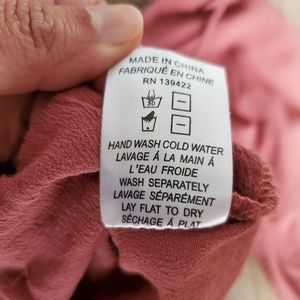 MADE IN CHINA
FABRIQUÉ EN CHINE
RN 139422
HAND WASH COLD WATER
LAVAGE À LA MAIN Á
L'EAU FROIDE
WASH SEPARATELY
LAVAGE SÉPARÉMENT
LAY FLAT TO DRY
SÉCHAGE Á PLAT